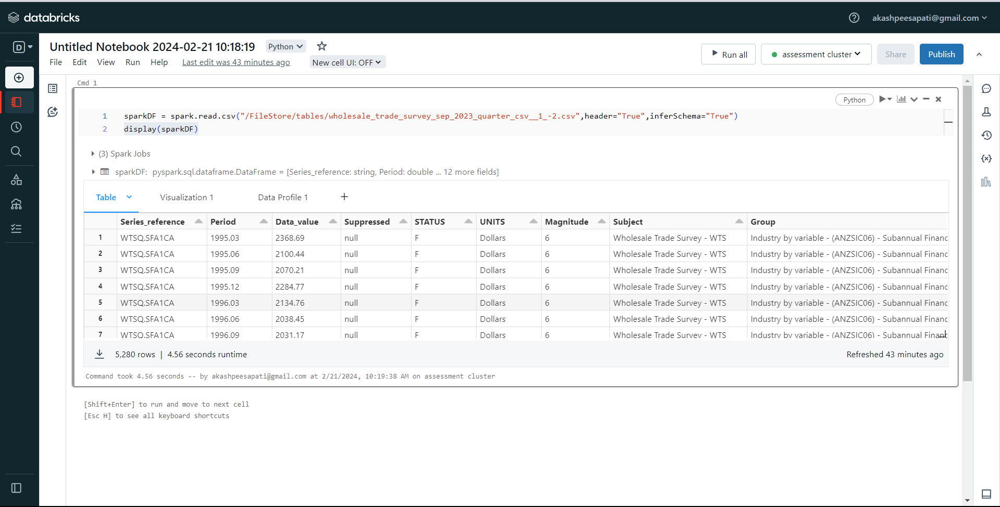 databricks
akashpeesapati@gmail.com
D
Untitled Notebook 2024-02-21 10:18:19 Python
File Edit View Run Help Last edit was 43 minutes ago New cell UI: OFF
Run all assessment cluster Share Publish
Cmd 1
Python
1 sparkDF = spark.read.csv("/FileStore/tables/wholesale_trade_survey_sep_2023_quarter_csv__1_-2.csv",header="True",inferSchema="True")
2 display(sparkDF)
(3) Spark Jobs
sparkDF: pyspark.sql.dataframe.DataFrame = [Series_reference: string, Period: double ... 12 more fields]
Table Visualization 1 Data Profile 1 +
Series_reference Period Data_value Suppressed STATUS UNITS Magnitude Subject Group
1 WTSQ.SFA1CA 1995.03 2368.69 null F Dollars 6 Wholesale Trade Survey - WTS Industry by variable - (ANZSIC06) - Subannual Financ
2 WTSQ.SFA1CA 1995.06 2100.44 null F Dollars 6 Wholesale Trade Survey - WTS Industry by variable - (ANZSIC06) - Subannual Financ
3 WTSQ.SFA1CA 1995.09 2070.21 null F Dollars 6 Wholesale Trade Survey - WTS Industry by variable - (ANZSIC06) - Subannual Financ
4 WTSQ.SFA1CA 1995.12 2284.77 null F Dollars 6 Wholesale Trade Survey - WTS Industry by variable - (ANZSIC06) - Subannual Financ
5 WTSQ.SFA1CA 1996.03 2134.76 null F Dollars 6 Wholesale Trade Survey - WTS Industry by variable - (ANZSIC06) - Subannual Financ
6 WTSQ.SFA1CA 1996.06 2038.45 null F Dollars 6 Wholesale Trade Survey - WTS Industry by variable - (ANZSIC06) - Subannual Financ
7 WTSQ.SFA1CA 1996.09 2031.17 null F Dollars 6 Wholesale Trade Survey - WTS Industry by variable - (ANZSIC06) - Subannual Financ
5,280 rows | 4.56 seconds runtime Refreshed 43 minutes ago
Command took 4.56 seconds -- by akashpeesapati@gmail.com at 2/21/2024, 10:19:38 AM on assessment cluster
[Shift+Enter] to run and move to next cell
[Esc H] to see all keyboard shortcuts